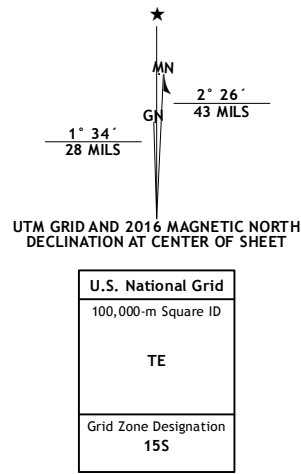 ★
MN
2° 26´
43 MILS
GN
1° 34´
28 MILS
UTM GRID AND 2016 MAGNETIC NORTH
DECLINATION AT CENTER OF SHEET
U.S. National Grid
100,000-m Square ID
TE
Grid Zone Designation
15S